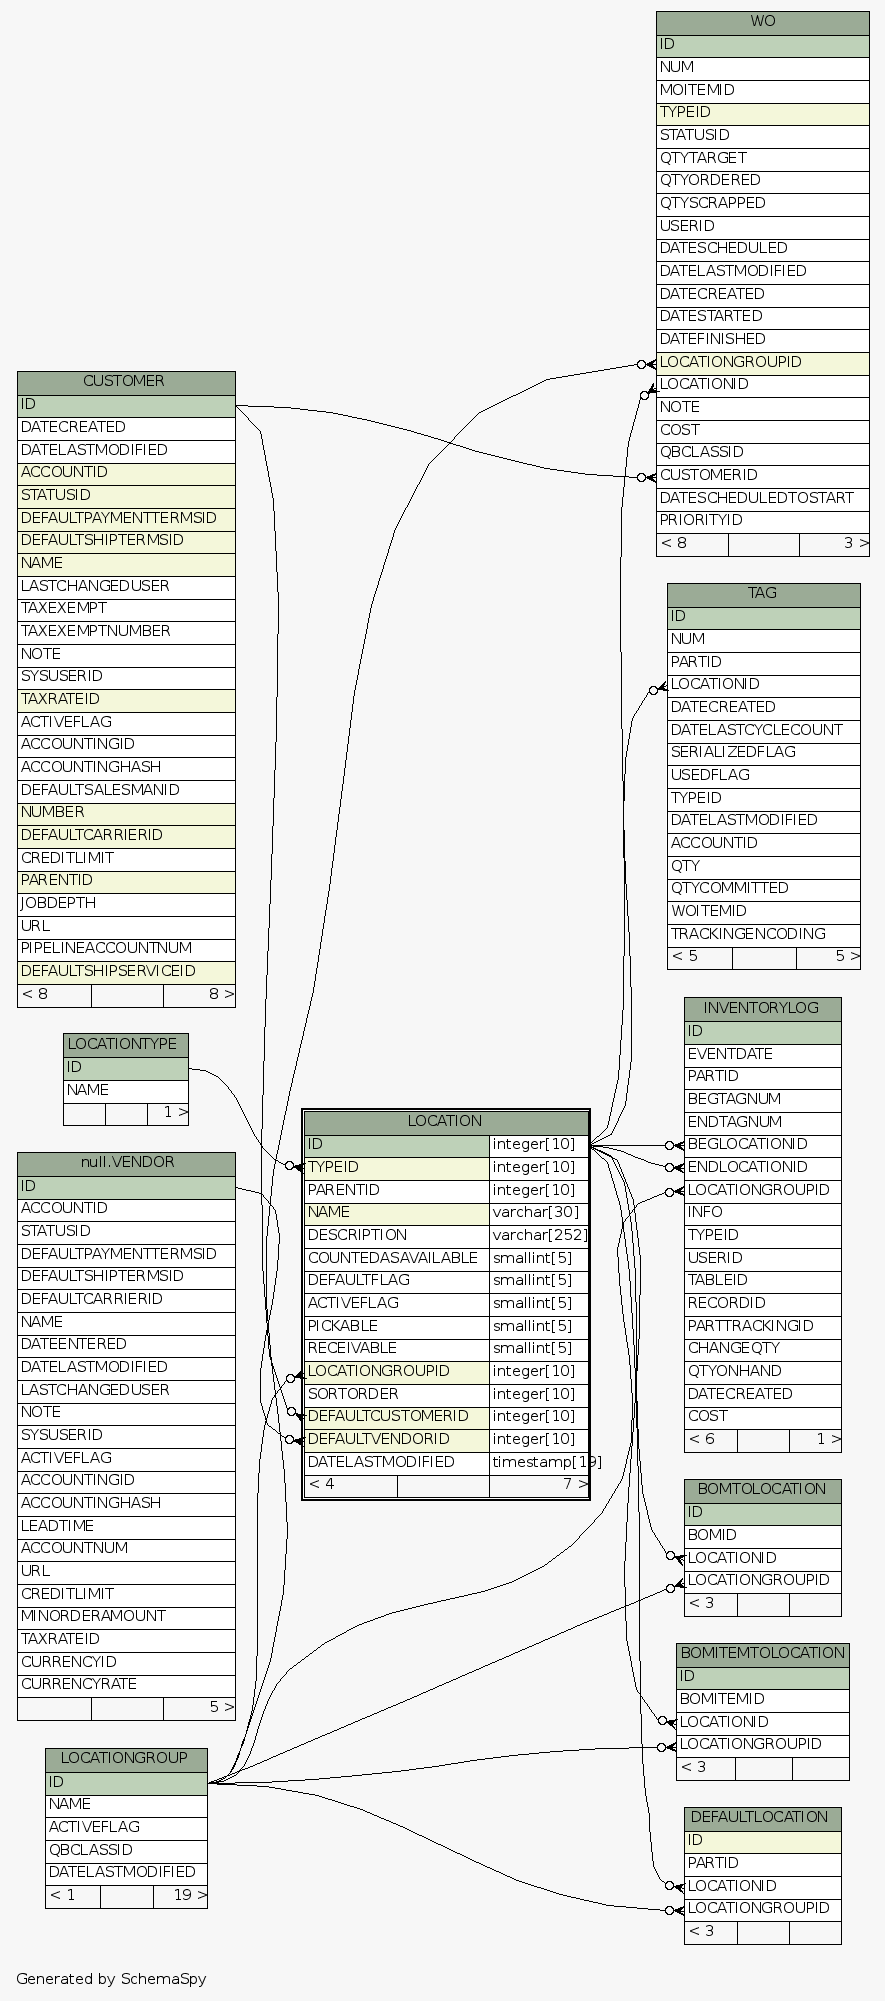 WO
ID
NUM
MOITEMID
TYPEID
STATUSID
QTYTARGET
QTYORDERED
QTYSCRAPPED
USERID
DATESCHEDULED
DATELASTMODIFIED
DATECREATED
DATESTARTED
DATEFINISHED
LOCATIONGROUPID
LOCATIONID
NOTE
COST
QBCLASSID
CUSTOMERID
DATESCHEDULEDTOSTART
PRIORITYID
< 8 3 >
CUSTOMER
ID
DATECREATED
DATELASTMODIFIED
ACCOUNTID
STATUSID
DEFAULTPAYMENTTERMSID
DEFAULTSHIPTERMSID
NAME
LASTCHANGEDUSER
TAXEXEMPT
TAXEXEMPTNUMBER
NOTE
SYSUSERID
TAXRATEID
ACTIVEFLAG
ACCOUNTINGID
ACCOUNTINGHASH
DEFAULTSALESMANID
NUMBER
DEFAULTCARRIERID
CREDITLIMIT
PARENTID
JOBDEPTH
URL
PIPELINEACCOUNTNUM
DEFAULTSHIPSERVICEID
< 8 8 >
TAG
ID
NUM
PARTID
LOCATIONID
DATECREATED
DATELASTCYCLECOUNT
SERIALIZEDFLAG
USEDFLAG
TYPEID
DATELASTMODIFIED
ACCOUNTID
QTY
QTYCOMMITTED
WOITEMID
TRACKINGENCODING
< 5 5 >
LOCATIONTYPE
ID
NAME
1 >
null.VENDOR
ID
ACCOUNTID
STATUSID
DEFAULTPAYMENTTERMSID
DEFAULTSHIPTERMSID
DEFAULTCARRIERID
NAME
DATEENTERED
DATELASTMODIFIED
LASTCHANGEDUSER
NOTE
SYSUSERID
ACTIVEFLAG
ACCOUNTINGID
ACCOUNTINGHASH
LEADTIME
ACCOUNTNUM
URL
CREDITLIMIT
MINORDERAMOUNT
TAXRATEID
CURRENCYID
CURRENCYRATE
5 >
LOCATION
ID integer[10]
TYPEID integer[10]
PARENTID integer[10]
NAME varchar[30]
DESCRIPTION varchar[252]
COUNTEDASAVAILABLE smallint[5]
DEFAULTFLAG smallint[5]
ACTIVEFLAG smallint[5]
PICKABLE smallint[5]
RECEIVABLE smallint[5]
LOCATIONGROUPID integer[10]
SORTORDER integer[10]
DEFAULTCUSTOMERID integer[10]
DEFAULTVENDORID integer[10]
DATELASTMODIFIED timestamp[19]
< 4 7 >
INVENTORYLOG
ID
EVENTDATE
PARTID
BEGTAGNUM
ENDTAGNUM
BEGLOCATIONID
ENDLOCATIONID
LOCATIONGROUPID
INFO
TYPEID
USERID
TABLEID
RECORDID
PARTTRACKINGID
CHANGEQTY
QTYONHAND
DATECREATED
COST
< 6 1 >
BOMTOLOCATION
ID
BOMID
LOCATIONID
LOCATIONGROUPID
< 3
BOMITEMTOLOCATION
ID
BOMITEMID
LOCATIONID
LOCATIONGROUPID
< 3
LOCATIONGROUP
ID
NAME
ACTIVEFLAG
QBCLASSID
DATELASTMODIFIED
< 1 19 >
DEFAULTLOCATION
ID
PARTID
LOCATIONID
LOCATIONGROUPID
< 3
Generated by SchemaSpy